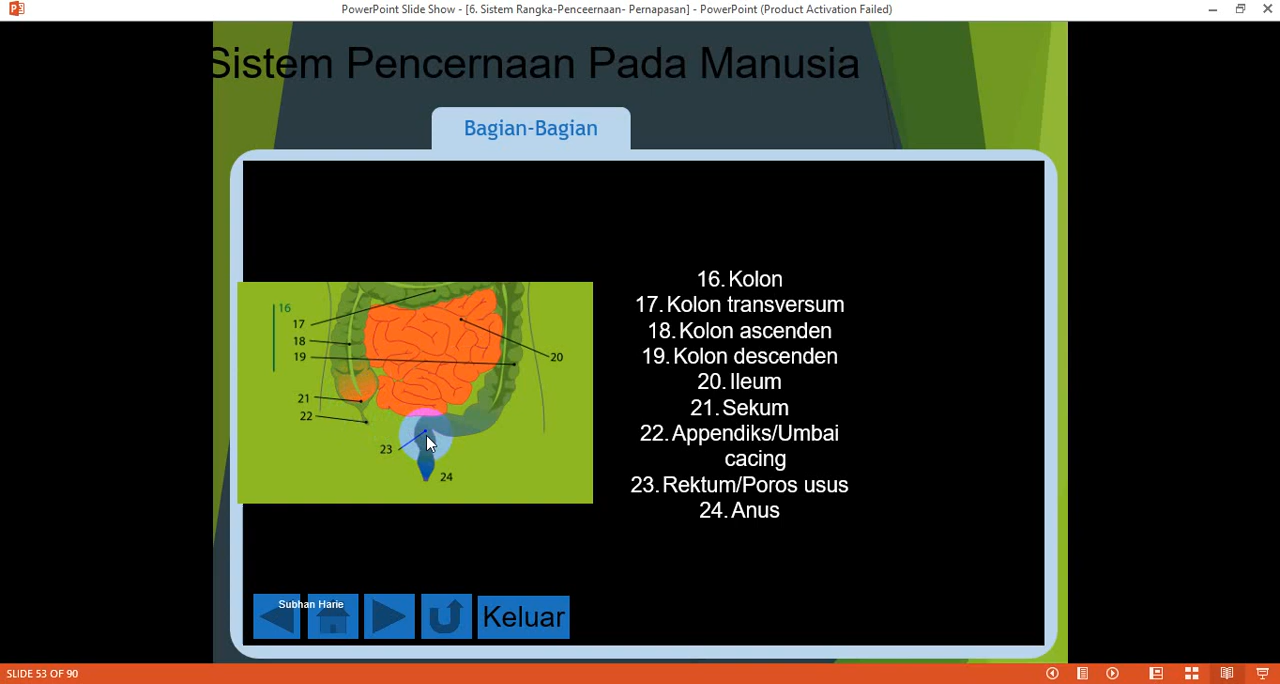 Slide Show - [6. Sistem Rangka-Penceernaan- Pernapasan] - PowerPoint (Product Activation Failed)
Sistem Pencernaan Pada Manusia
Bagian-Bagian
16
17
18
19
20
21
22
23
24
16. Kolon
17. Kolon transversum
18. Kolon ascenden
19. Kolon descenden
20. Ileum
21. Sekum
22. Appendiks/Umbai
cacing
23. Rektum/Poros usus
24. Anus
Subhan Harie
Keluar
SLIDE 53 OF 90